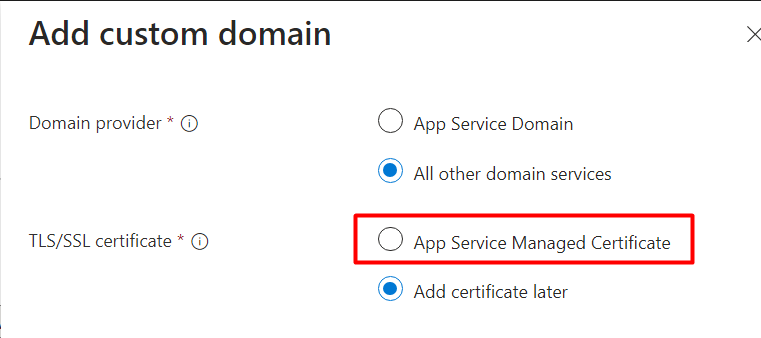 Add custom domain
Domain provider *
App Service Domain
All other domain services
TLS/SSL certificate *
App Service Managed Certificate
Add certificate later